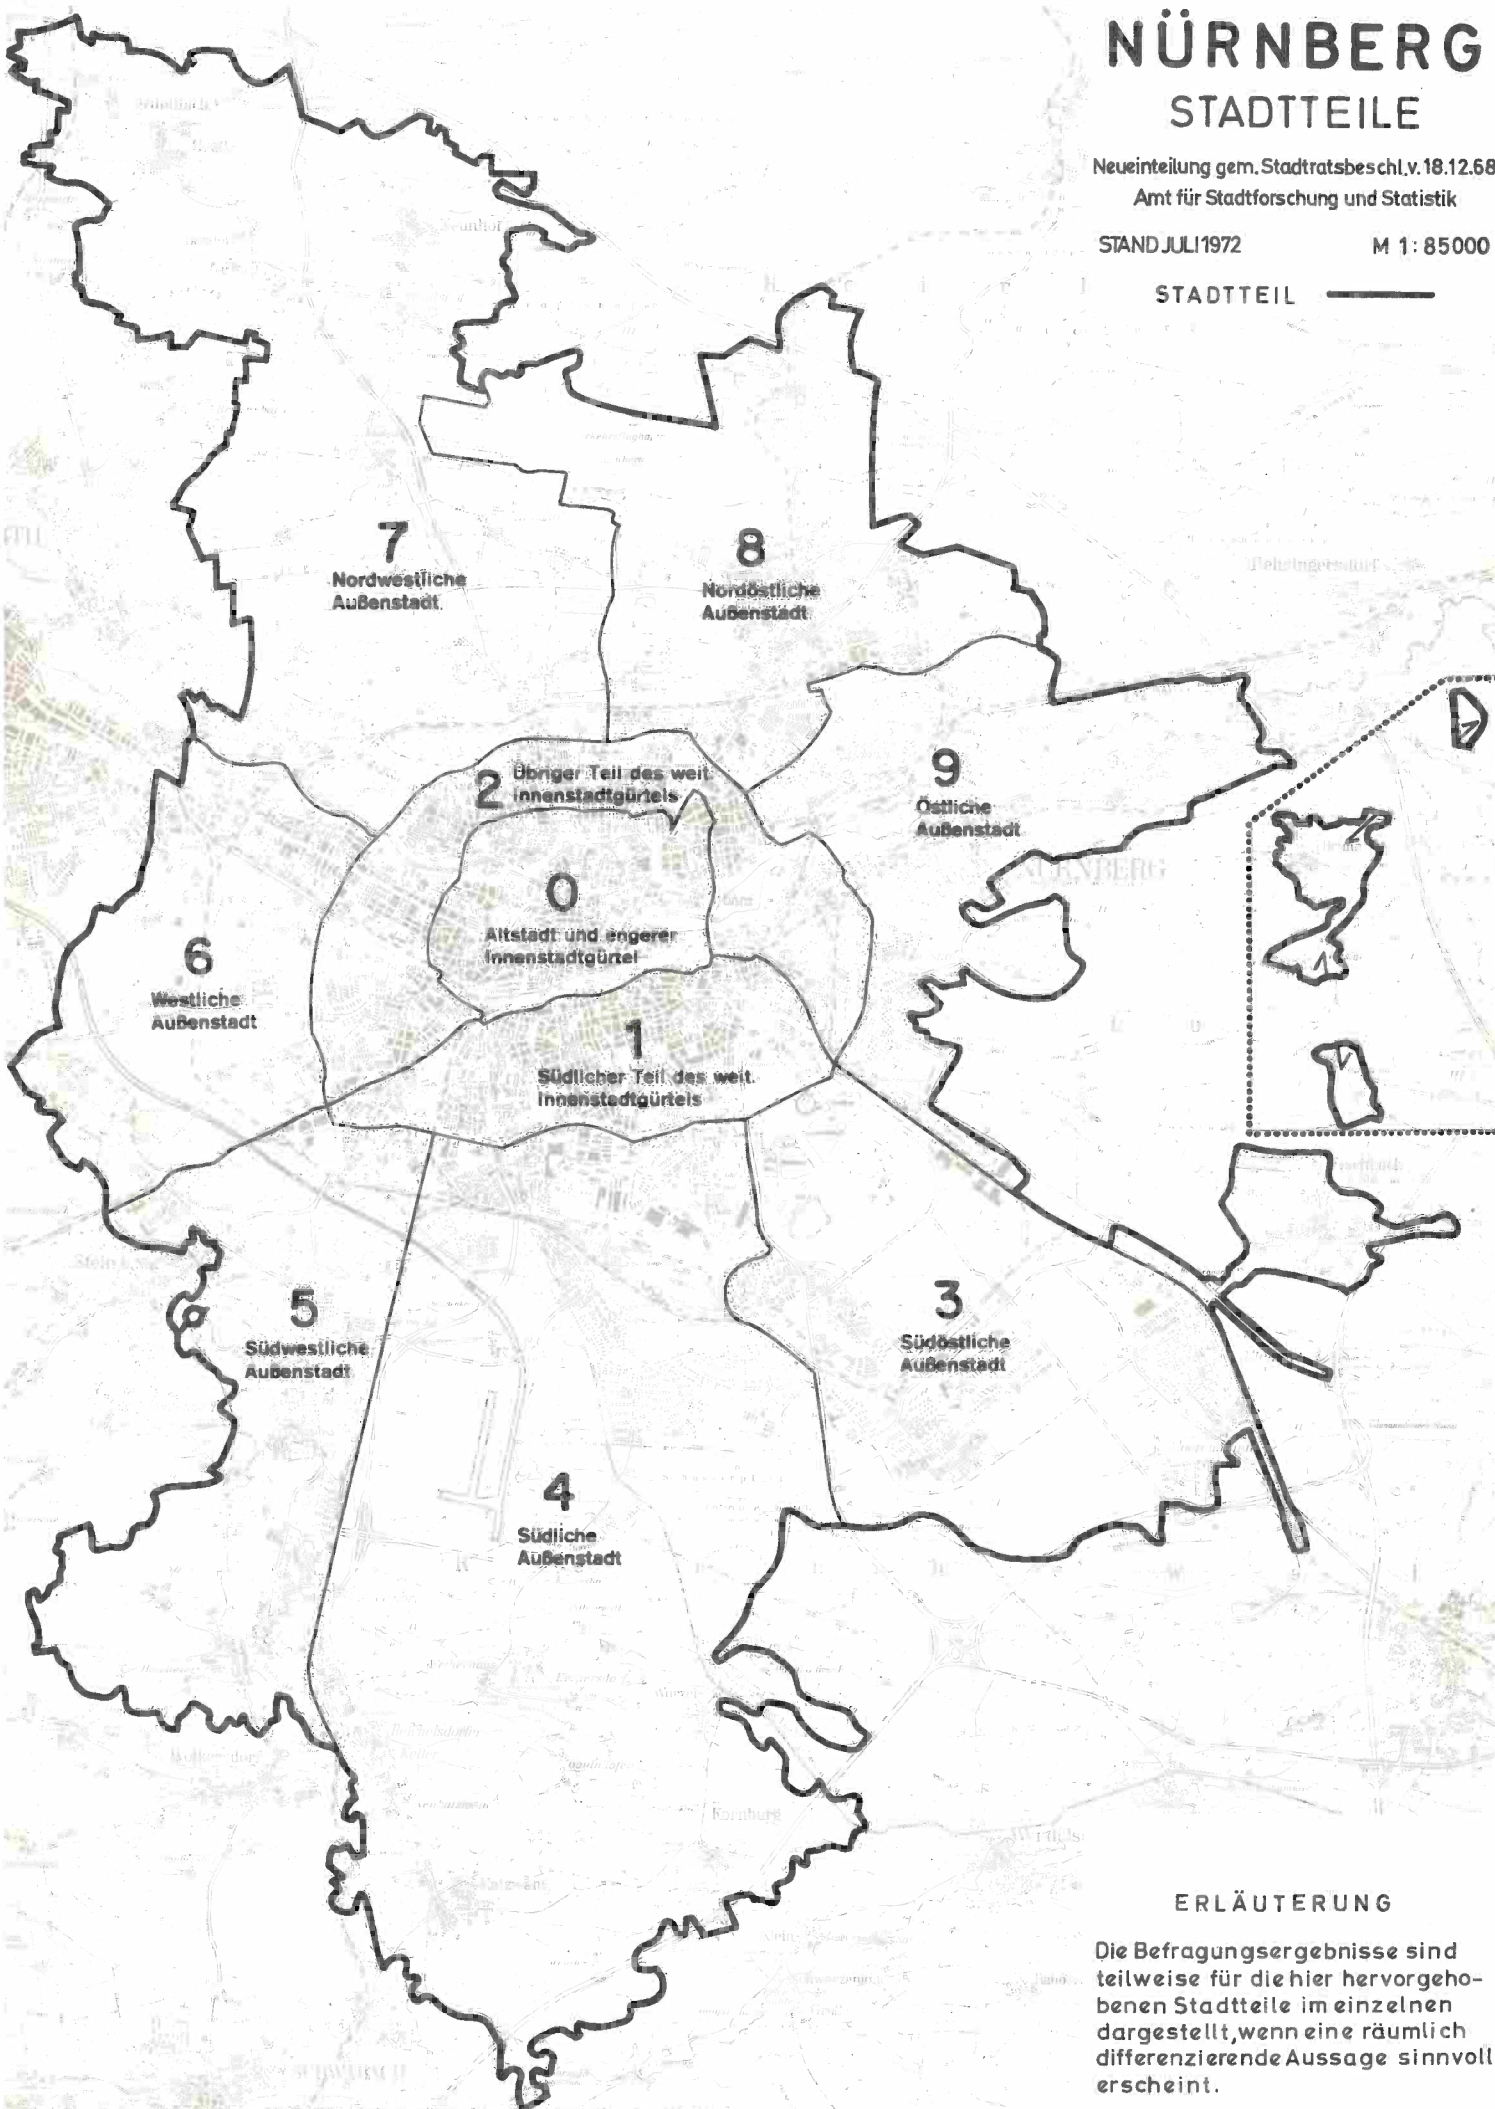 NÜRNBERG
STADTTEILE
Neueinteilung gem. Stadtratsbeschl. v. 18.12.68
Amt für Stadtforschung und Statistik
STAND JULI 1972 M 1:85000
STADTTEIL
7
Nordwestliche
Außenstadt
8
Nordöstliche
Außenstadt
2 Übriger Teil des weit.
Innenstadtgürtels
9
Östliche
Außenstadt
NÜRNBERG
0
Altstadt und engerer
Innenstadtgürtel
6
Westliche
Außenstadt
1
Südlicher Teil des weit.
Innenstadtgürtels
5
Südwestliche
Außenstadt
3
Südöstliche
Außenstadt
4
Südliche
Außenstadt
Kornburg
ERLÄUTERUNG
Die Befragungsergebnisse sind
teilweise für die hier hervorgeho-
benen Stadtteile im einzelnen
dargestellt, wenn eine räumlich
differenzierende Aussage sinnvoll
erscheint.